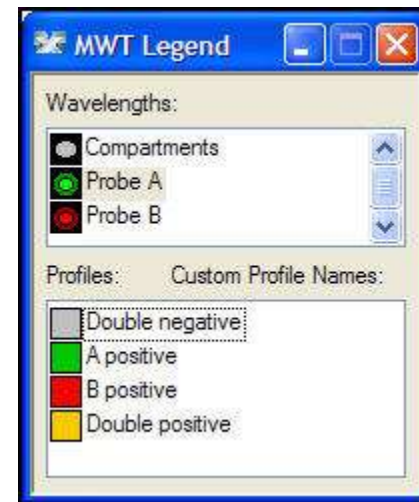 MWT Legend
Wavelengths:
Compartments
Probe A
Probe B
Profiles: Custom Profile Names:
Double negative
A positive
B positive
Double positive